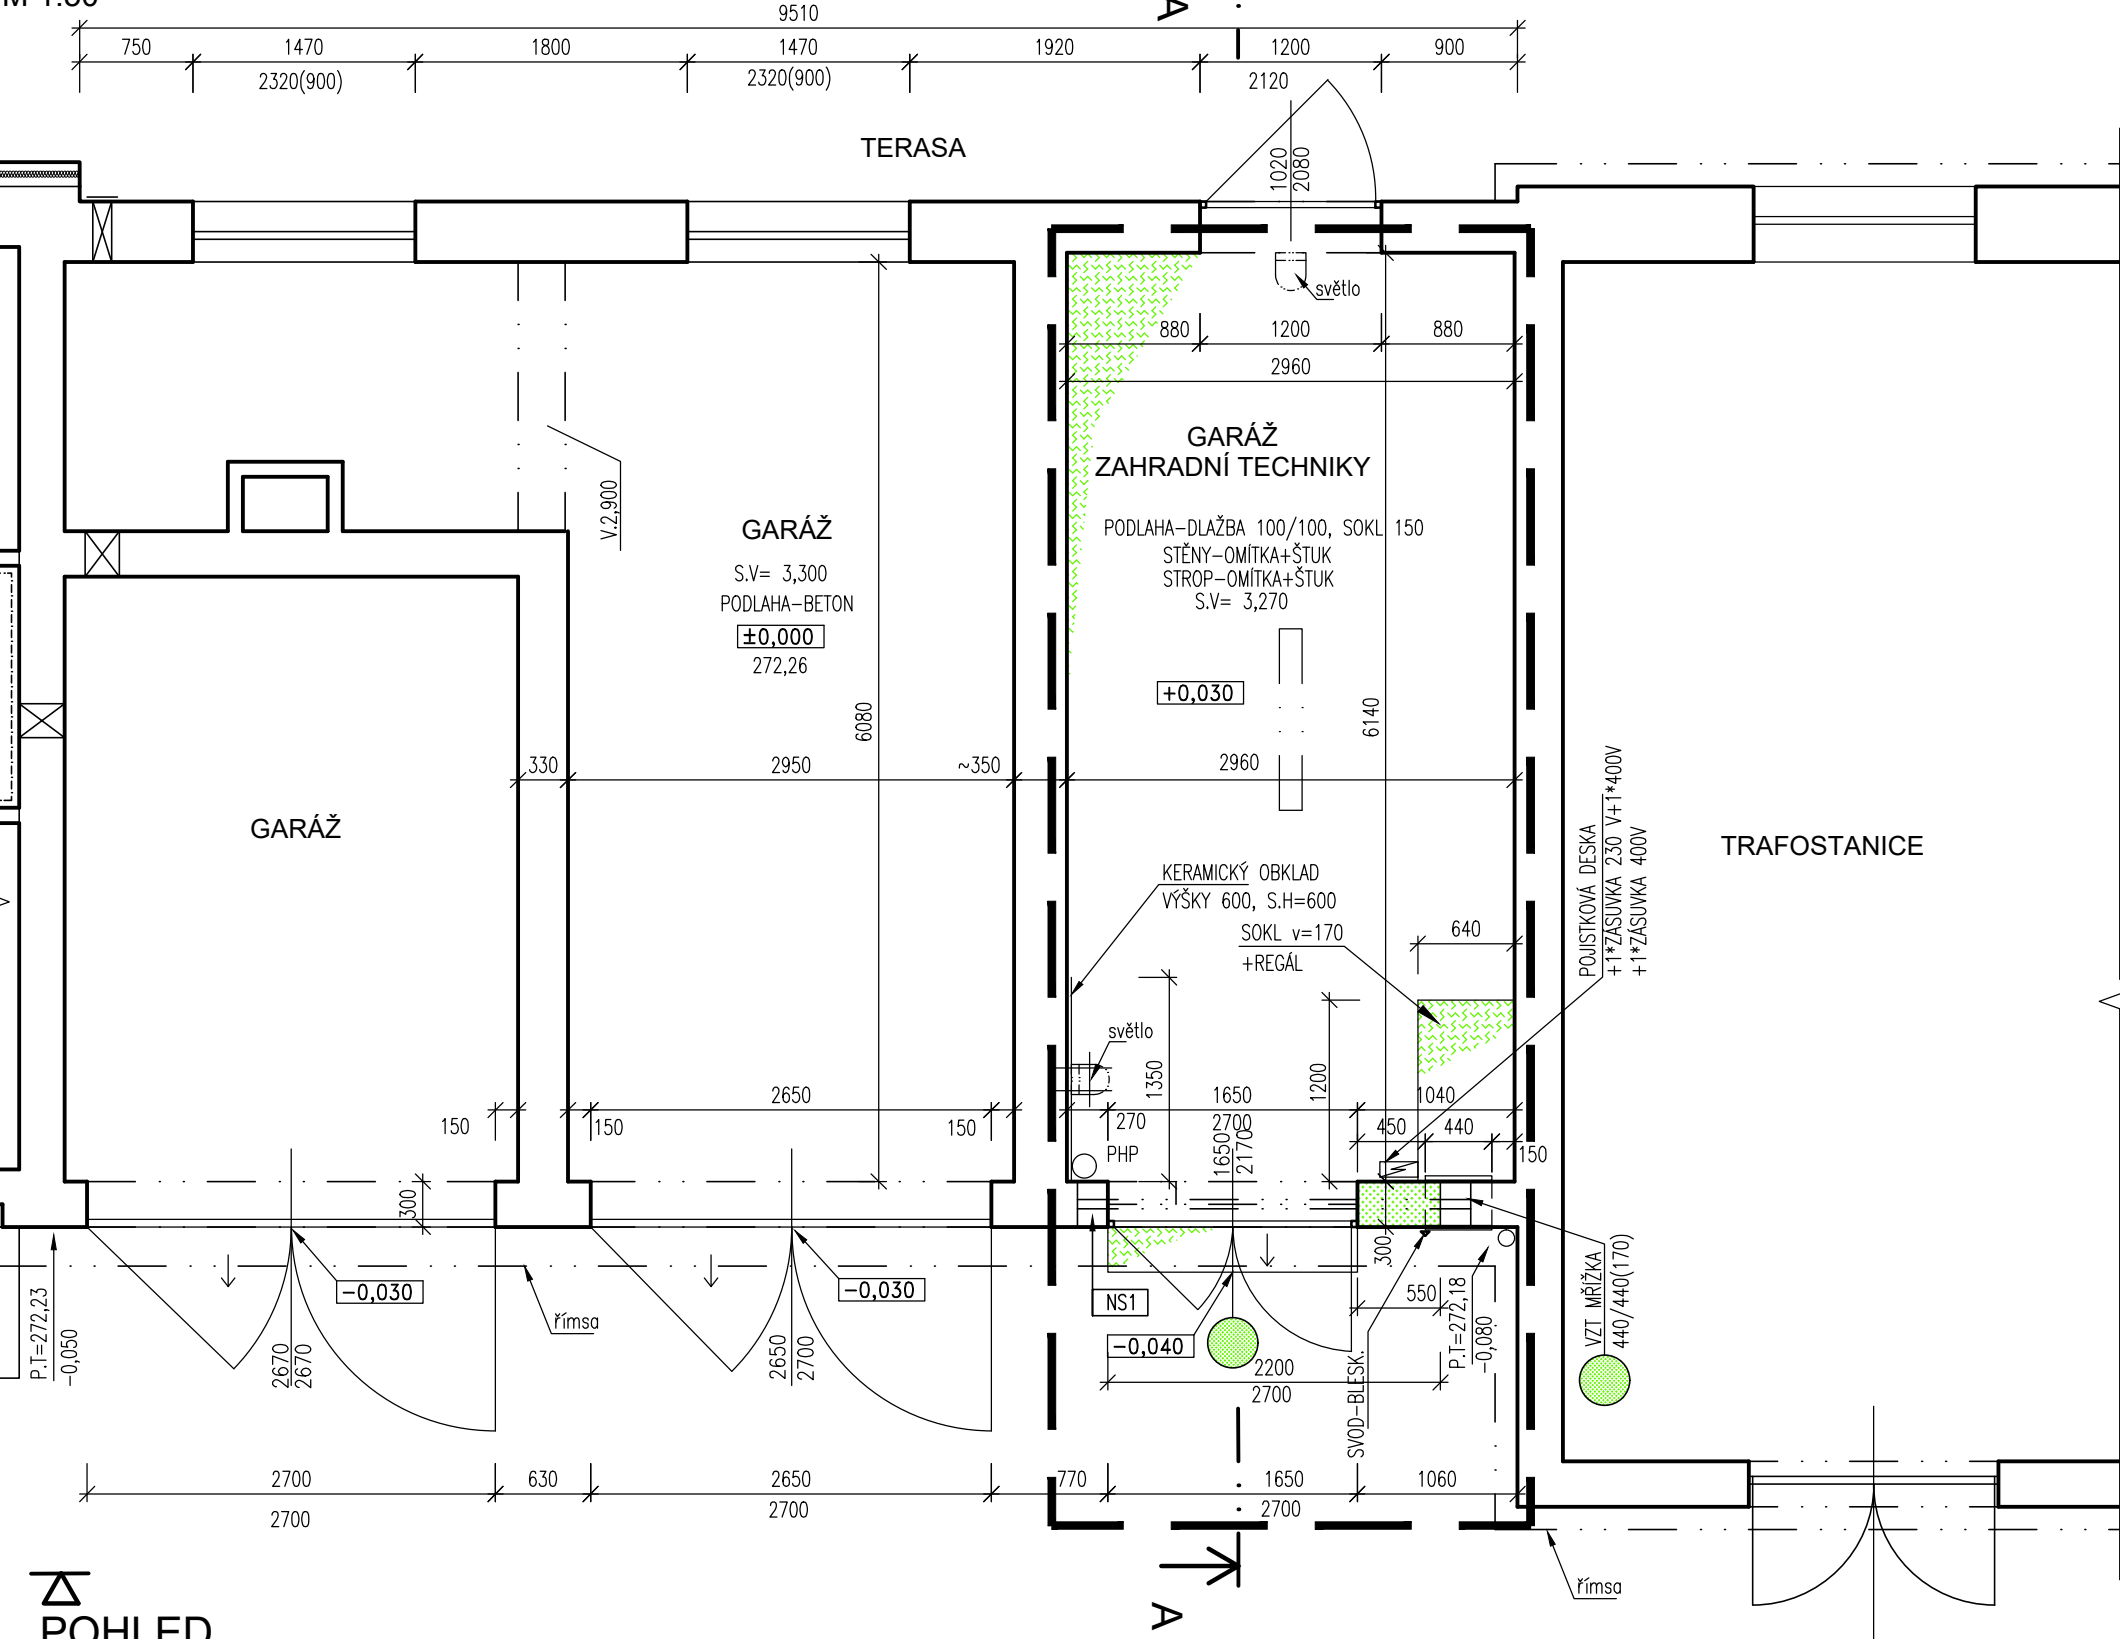 9510
750
1470
1800
1470
1920
1200
900
2320(900)
2320(900)
2120
A
TERASA
1020
2080
světlo
880
1200
880
2960
GARÁŽ
ZAHRADNÍ TECHNIKY
PODLAHA-DLAŽBA 100/100, SOKL 150
STĚNY-OMÍTKA+ŠTUK
STROP-OMÍTKA+ŠTUK
S.V= 3,270
+0,030
V.2,900
GARÁŽ
S.V= 3,300
PODLAHA-BETON
±0,000
272,26
6080
6140
330
2950
~350
2960
GARÁŽ
TRAFOSTANICE
POJISTKOVÁ DESKA
+1*ZÁSUVKA 230 V+1*400V
+1*ZÁSUVKA 400V
KERAMICKÝ OBKLAD
VÝŠKY 600, S.H=600
SOKL v=170
+REGÁL
640
světlo
1350
1200
2650
1650
1040
150
150
150
270
2700
450
440
150
PHP
1650
2170
300
300
-0,030
-0,030
římsa
NS1
-0,040
550
P.T=272,23
-0,050
P.T=272,18
-0,080
VZT MŘÍŽKA
440/440(170)
2670
2670
2650
2700
2200
2700
SVOD-BLESK.
2700
630
2650
770
1650
1060
2700
2700
2700
římsa
A
POHLED